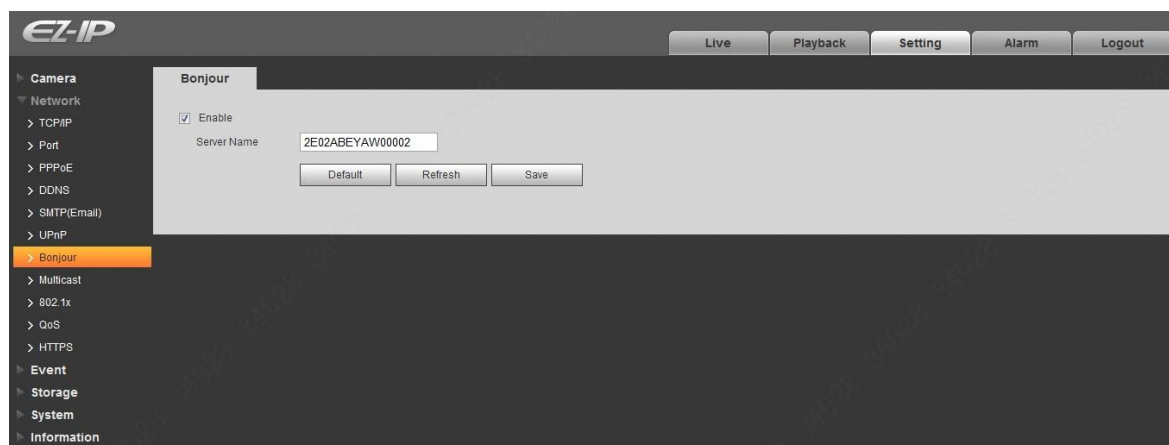 EZ-IP
Live Playback Setting Alarm Logout
Camera
Network
TCP/IP
Port
PPPoE
DDNS
SMTP(Email)
UPnP
Bonjour
Multicast
802.1x
QoS
HTTPS
Event
Storage
System
Information
Bonjour
Enable
Server Name 2E02ABEYAW00002
Default Refresh Save